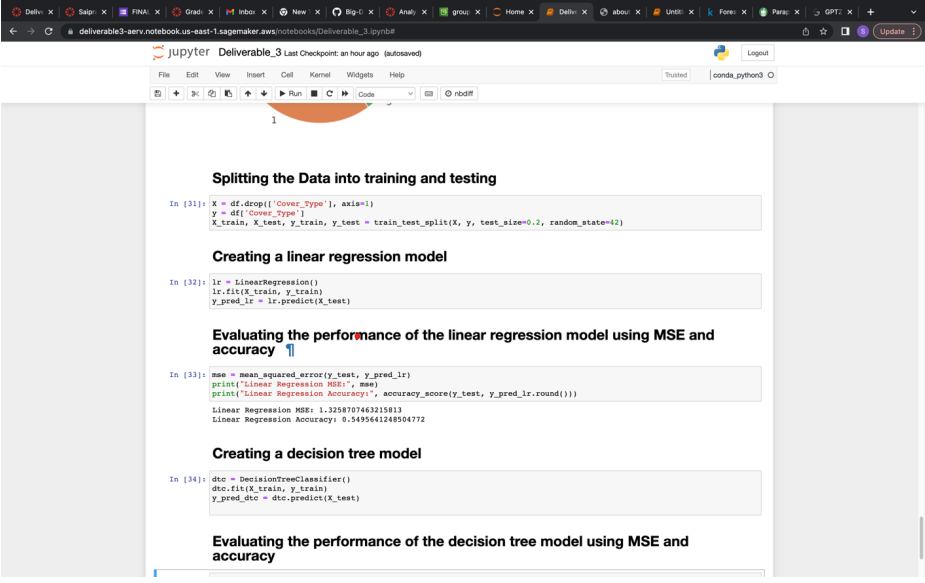 Deliv
Saipr
FINAL
Grade
Inbox
New T
Big-D
Analy
group
Home
Delive
about
Untitl
Forex
Parap
GPT2
deliverable3-aerv.notebook.us-east-1.sagemaker.aws/notebooks/Deliverable_3.ipynb#
S
Update
jupyter Deliverable_3 Last Checkpoint: an hour ago (autosaved)
Logout
File Edit View Insert Cell Kernel Widgets Help
Trusted
conda_python3
Run
Code
nbdiff
1
Splitting the Data into training and testing
In [31]: X = df.drop(['Cover_Type'], axis=1)
y = df['Cover_Type']
X_train, X_test, y_train, y_test = train_test_split(X, y, test_size=0.2, random_state=42)
Creating a linear regression model
In [32]: lr = LinearRegression()
lr.fit(X_train, y_train)
y_pred_lr = lr.predict(X_test)
Evaluating the performance of the linear regression model using MSE and
accuracy ¶
In [33]: mse = mean_squared_error(y_test, y_pred_lr)
print("Linear Regression MSE:", mse)
print("Linear Regression Accuracy:", accuracy_score(y_test, y_pred_lr.round()))
Linear Regression MSE: 1.3258707463215813
Linear Regression Accuracy: 0.5495641248504772
Creating a decision tree model
In [34]: dtc = DecisionTreeClassifier()
dtc.fit(X_train, y_train)
y_pred_dtc = dtc.predict(X_test)
Evaluating the performance of the decision tree model using MSE and
accuracy